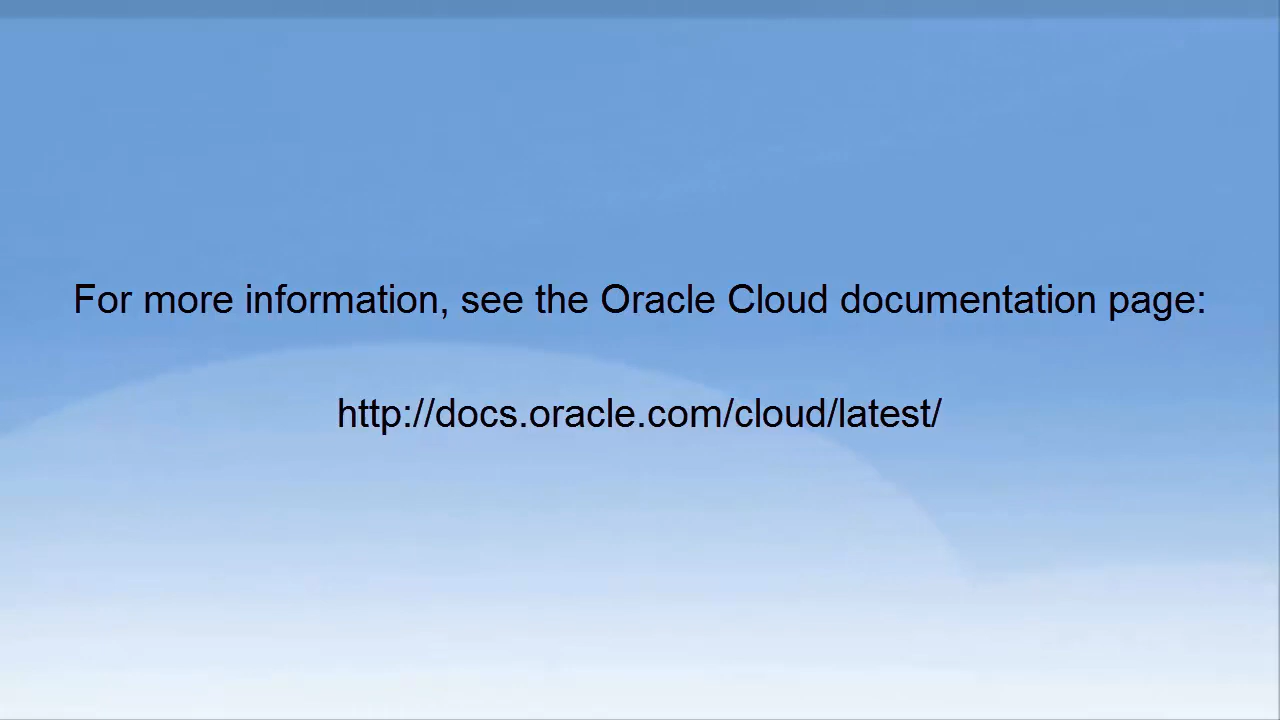 For more information, see the Oracle Cloud documentation page:
http://docs.oracle.com/cloud/latest/